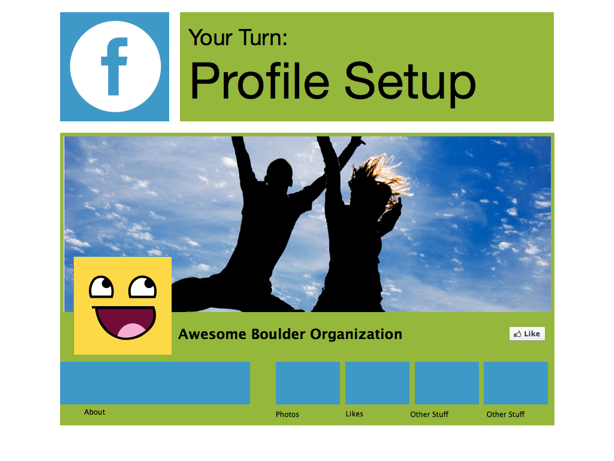 f
Your Turn:
Profile Setup
Awesome Boulder Organization
Like
About
Photos
Likes
Other Stuff
Other Stuff